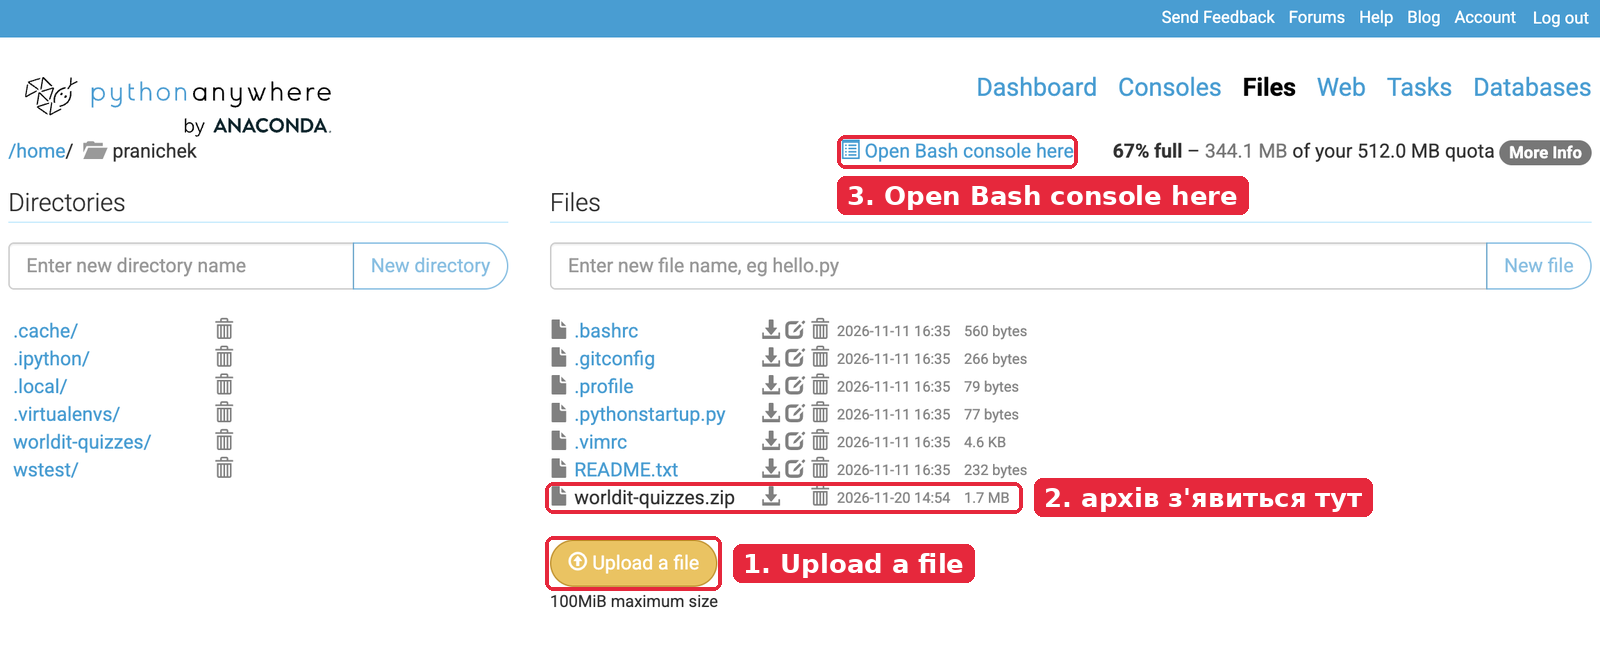 Send Feedback Forums Help Blog Account Log out
pythonanywhere
by ANACONDA.
Dashboard Consoles Files Web Tasks Databases
/home/ pranichek
Open Bash console here
67% full – 344.1 MB of your 512.0 MB quota More Info
3. Open Bash console here
Directories
Files
Enter new directory name New directory
Enter new file name, eg hello.py New file
.cache/
.ipython/
.local/
.virtualenvs/
worldit-quizzes/
wstest/
.bashrc 2026-11-11 16:35 560 bytes
.gitconfig 2026-11-11 16:35 266 bytes
.profile 2026-11-11 16:35 79 bytes
.pythonstartup.py 2026-11-11 16:35 77 bytes
.vimrc 2026-11-11 16:35 4.6 KB
README.txt 2026-11-11 16:35 232 bytes
worldit-quizzes.zip 2026-11-20 14:54 1.7 MB
2. архів з'явиться тут
Upload a file
1. Upload a file
100MiB maximum size